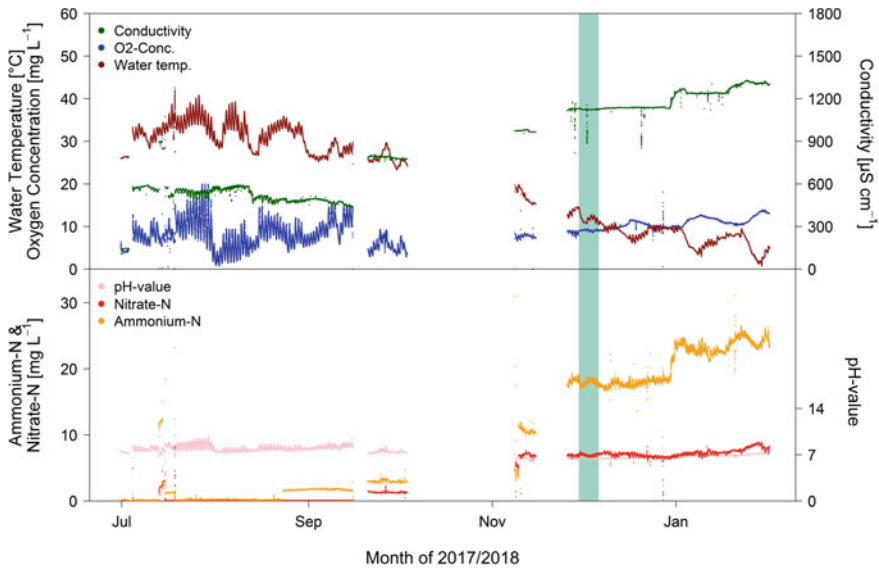 Water Temperature [°C]
Oxygen Concentration [mg L⁻¹]
60
50
40
30
20
10
0
Conductivity
O2-Conc.
Water temp.
1800
1500
1200
900
600
300
0
Conductivity [µS cm⁻¹]
Ammonium-N &
Nitrate-N [mg L⁻¹]
30
20
10
0
pH-value
Nitrate-N
Ammonium-N
14
7
0
pH-value
Jul
Sep
Nov
Jan
Month of 2017/2018